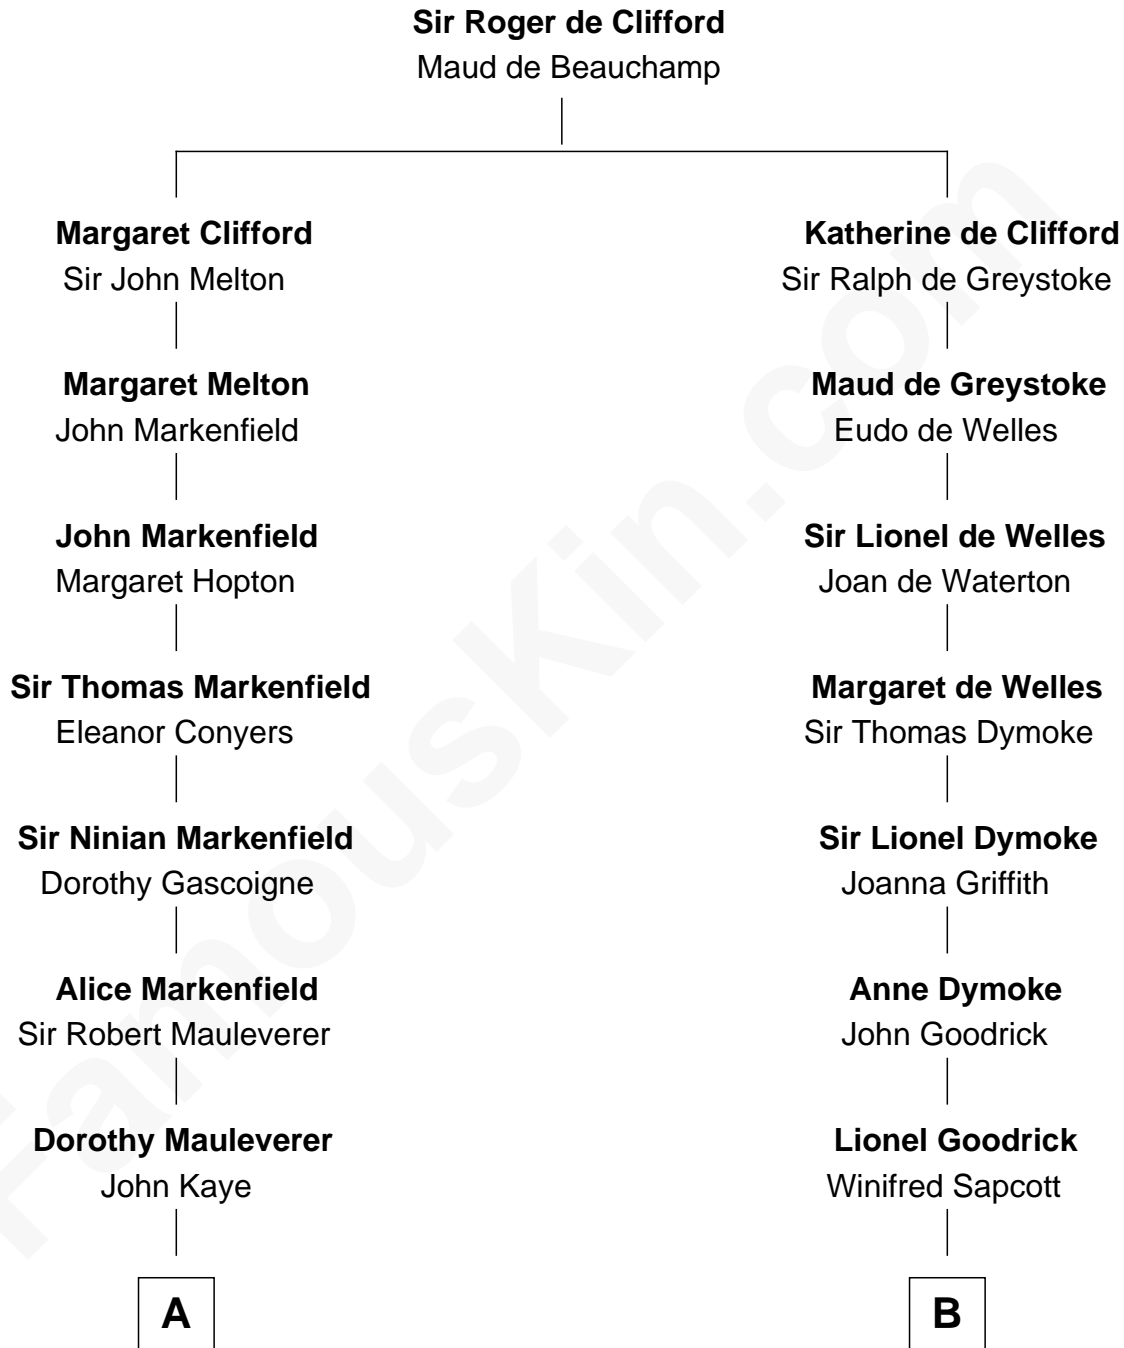 Sir Roger de Clifford
Maud de Beauchamp
Margaret Clifford
Sir John Melton
Katherine de Clifford
Sir Ralph de Greystoke
Margaret Melton
John Markenfield
Maud de Greystoke
Eudo de Welles
John Markenfield
Margaret Hopton
Sir Lionel de Welles
Joan de Waterton
Sir Thomas Markenfield
Eleanor Conyers
Margaret de Welles
Sir Thomas Dymoke
Sir Ninian Markenfield
Dorothy Gascoigne
Sir Lionel Dymoke
Joanna Griffith
Alice Markenfield
Sir Robert Mauleverer
Anne Dymoke
John Goodrick
Dorothy Mauleverer
John Kaye
Lionel Goodrick
Winifred Sapcott
A
B
FamousKin.com